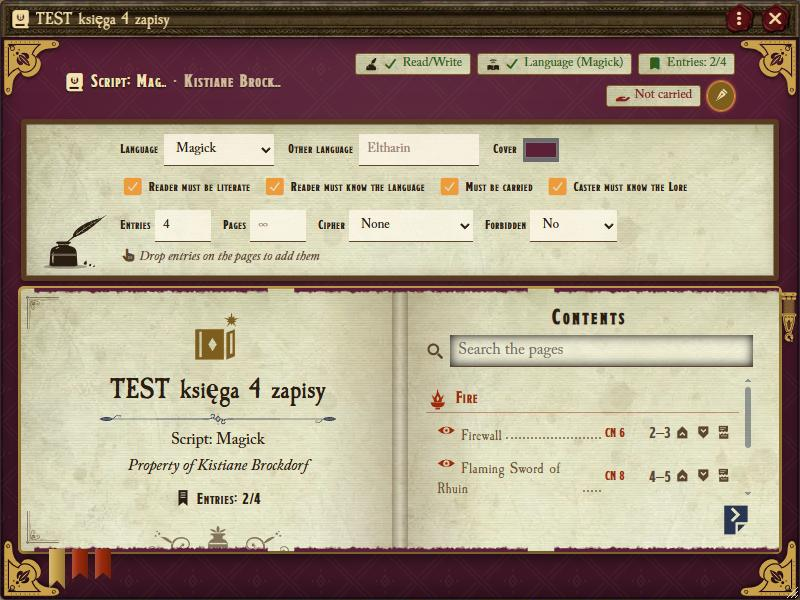 TEST księga 4 zapisy
Script: Mag.. · Kistiane Brock..
Read/Write
Language (Magick)
Entries: 2/4
Not carried
Language Magick Other language Eltharin Cover
Reader must be literate Reader must know the language Must be carried Caster must know the Lore
Entries 4 Pages ∞ Cipher None Forbidden No
Drop entries on the pages to add them
TEST księga 4 zapisy
Script: Magick
Property of Kistiane Brockdorf
Entries: 2/4
Contents
Search the pages
Fire
Firewall CN 6 2–3
Flaming Sword of
Rhuin CN 8 4–5